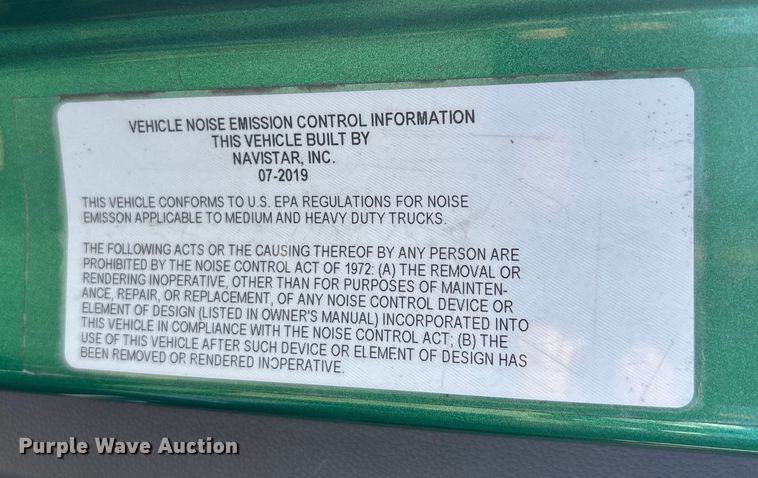 VEHICLE NOISE EMISSION CONTROL INFORMATION
THIS VEHICLE BUILT BY
NAVISTAR, INC.
07-2019
THIS VEHICLE CONFORMS TO U.S. EPA REGULATIONS FOR NOISE
EMISSON APPLICABLE TO MEDIUM AND HEAVY DUTY TRUCKS.
THE FOLLOWING ACTS OR THE CAUSING THEREOF BY ANY PERSON ARE
PROHIBITED BY THE NOISE CONTROL ACT OF 1972: (A) THE REMOVAL OR
RENDERING INOPERATIVE, OTHER THAN FOR PURPOSES OF MAINTEN-
ANCE, REPAIR, OR REPLACEMENT, OF ANY NOISE CONTROL DEVICE OR
ELEMENT OF DESIGN (LISTED IN OWNER'S MANUAL) INCORPORATED INTO
THIS VEHICLE IN COMPLIANCE WITH THE NOISE CONTROL ACT; (B) THE
USE OF THIS VEHICLE AFTER SUCH DEVICE OR ELEMENT OF DESIGN HAS
BEEN REMOVED OR RENDERED INOPERATIVE.
Purple Wave Auction